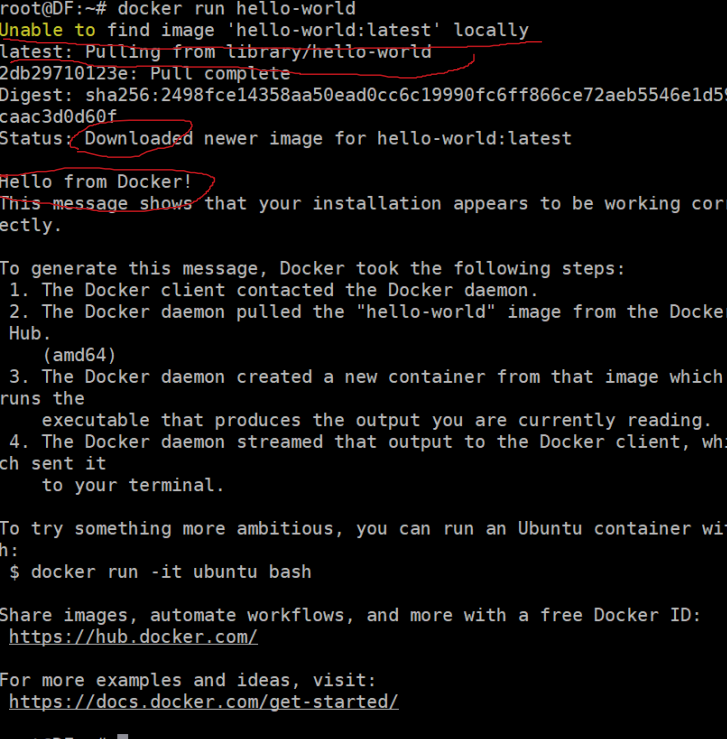 root@DF:~# docker run hello-world
Unable to find image 'hello-world:latest' locally
latest: Pulling from library/hello-world
2db29710123e: Pull complete
Digest: sha256:2498fce14358aa50ead0cc6c19990fc6ff866ce72aeb5546e1d59
caac3d0d60f
Status: Downloaded newer image for hello-world:latest
Hello from Docker!
This message shows that your installation appears to be working corr
ectly.
To generate this message, Docker took the following steps:
1. The Docker client contacted the Docker daemon.
2. The Docker daemon pulled the "hello-world" image from the Docker
Hub.
(amd64)
3. The Docker daemon created a new container from that image which
runs the
executable that produces the output you are currently reading.
4. The Docker daemon streamed that output to the Docker client, whi
ch sent it
to your terminal.
To try something more ambitious, you can run an Ubuntu container wit
h:
$ docker run -it ubuntu bash
Share images, automate workflows, and more with a free Docker ID:
https://hub.docker.com/
For more examples and ideas, visit:
https://docs.docker.com/get-started/